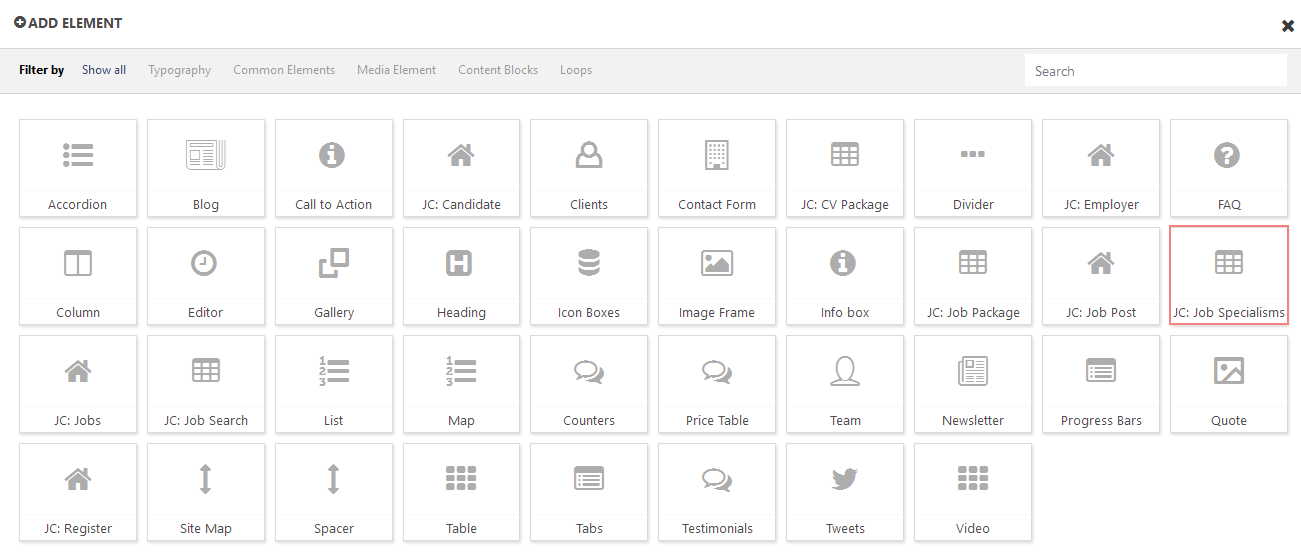 ADD ELEMENT
Filter by Show all Typography Common Elements Media Element Content Blocks Loops Search
Accordion Blog Call to Action JC: Candidate Clients Contact Form JC: CV Package Divider JC: Employer FAQ
Column Editor Gallery Heading Icon Boxes Image Frame Info box JC: Job Package JC: Job Post JC: Job Specialisms
JC: Jobs JC: Job Search List Map Counters Price Table Team Newsletter Progress Bars Quote
JC: Register Site Map Spacer Table Tabs Testimonials Tweets Video